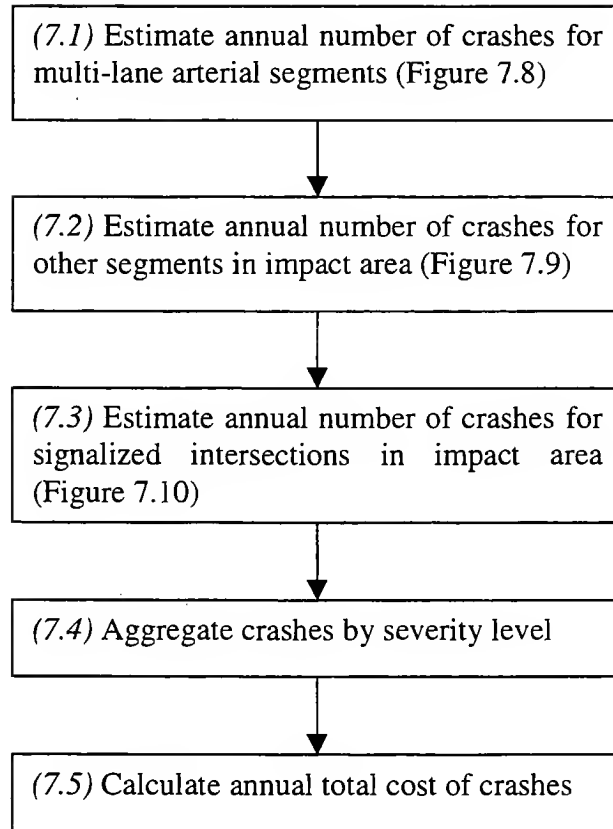 (7.1) Estimate annual number of crashes for
multi-lane arterial segments (Figure 7.8)
(7.2) Estimate annual number of crashes for
other segments in impact area (Figure 7.9)
(7.3) Estimate annual number of crashes for
signalized intersections in impact area
(Figure 7.10)
(7.4) Aggregate crashes by severity level
(7.5) Calculate annual total cost of crashes